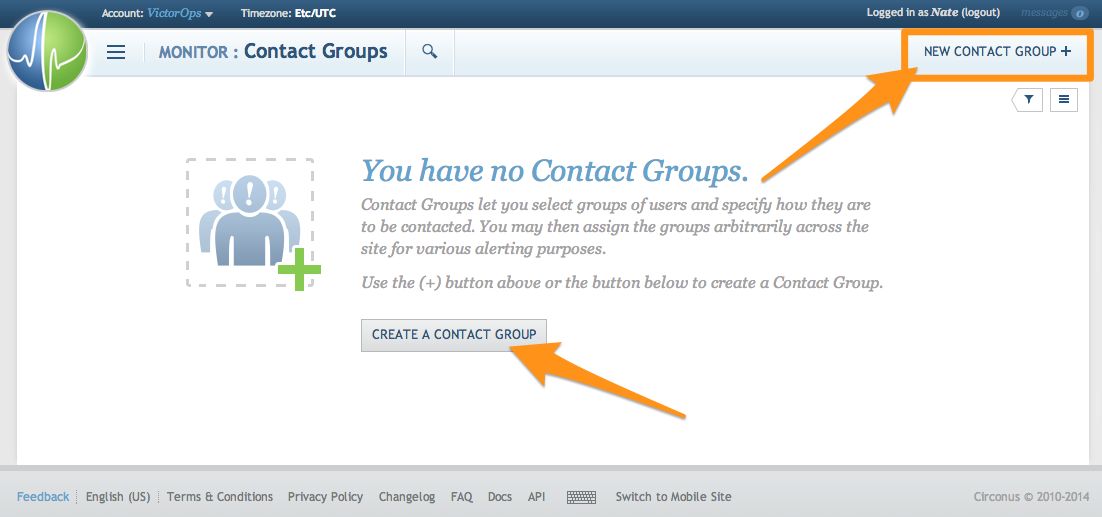 Account: VictorOps Timezone: Etc/UTC Logged in as Nate (logout) messages 0
MONITOR : Contact Groups NEW CONTACT GROUP +
You have no Contact Groups.
Contact Groups let you select groups of users and specify how they are
to be contacted. You may then assign the groups arbitrarily across the
site for various alerting purposes.
Use the (+) button above or the button below to create a Contact Group.
CREATE A CONTACT GROUP
Feedback English (US) Terms & Conditions Privacy Policy Changelog FAQ Docs API Switch to Mobile Site Circonus © 2010-2014